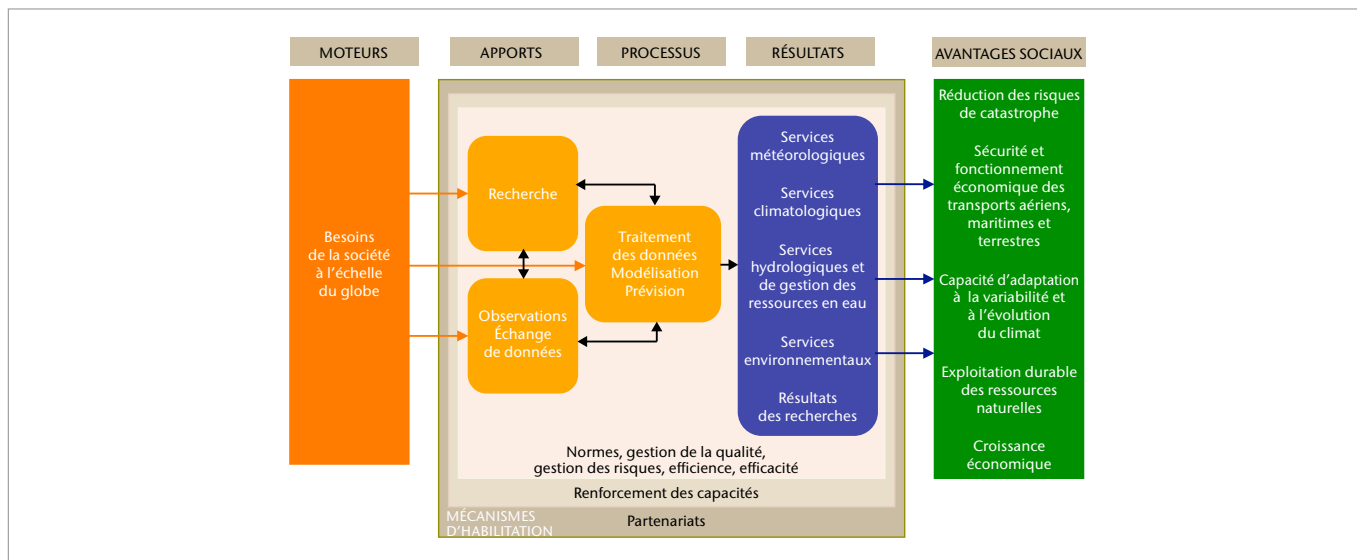 MOTEURS
APPORTS
PROCESSUS
RÉSULTATS
AVANTAGES SOCIAUX
Besoins
de la société
à l'échelle
du globe
Recherche
Observations
Échange
de données
Traitement
des données
Modélisation
Prévision
Services
météorologiques
Services
climatologiques
Services
hydrologiques et
de gestion des
ressources en eau
Services
environnementaux
Résultats
des recherches
Réduction des risques
de catastrophe
Sécurité et
fonctionnement
économique des
transports aériens,
maritimes et
terrestres
Capacité d'adaptation
à la variabilité et
à l'évolution
du climat
Exploitation durable
des ressources
naturelles
Croissance
économique
Normes, gestion de la qualité,
gestion des risques, efficience, efficacité
Renforcement des capacités
MÉCANISMES
D'HABILITATION
Partenariats